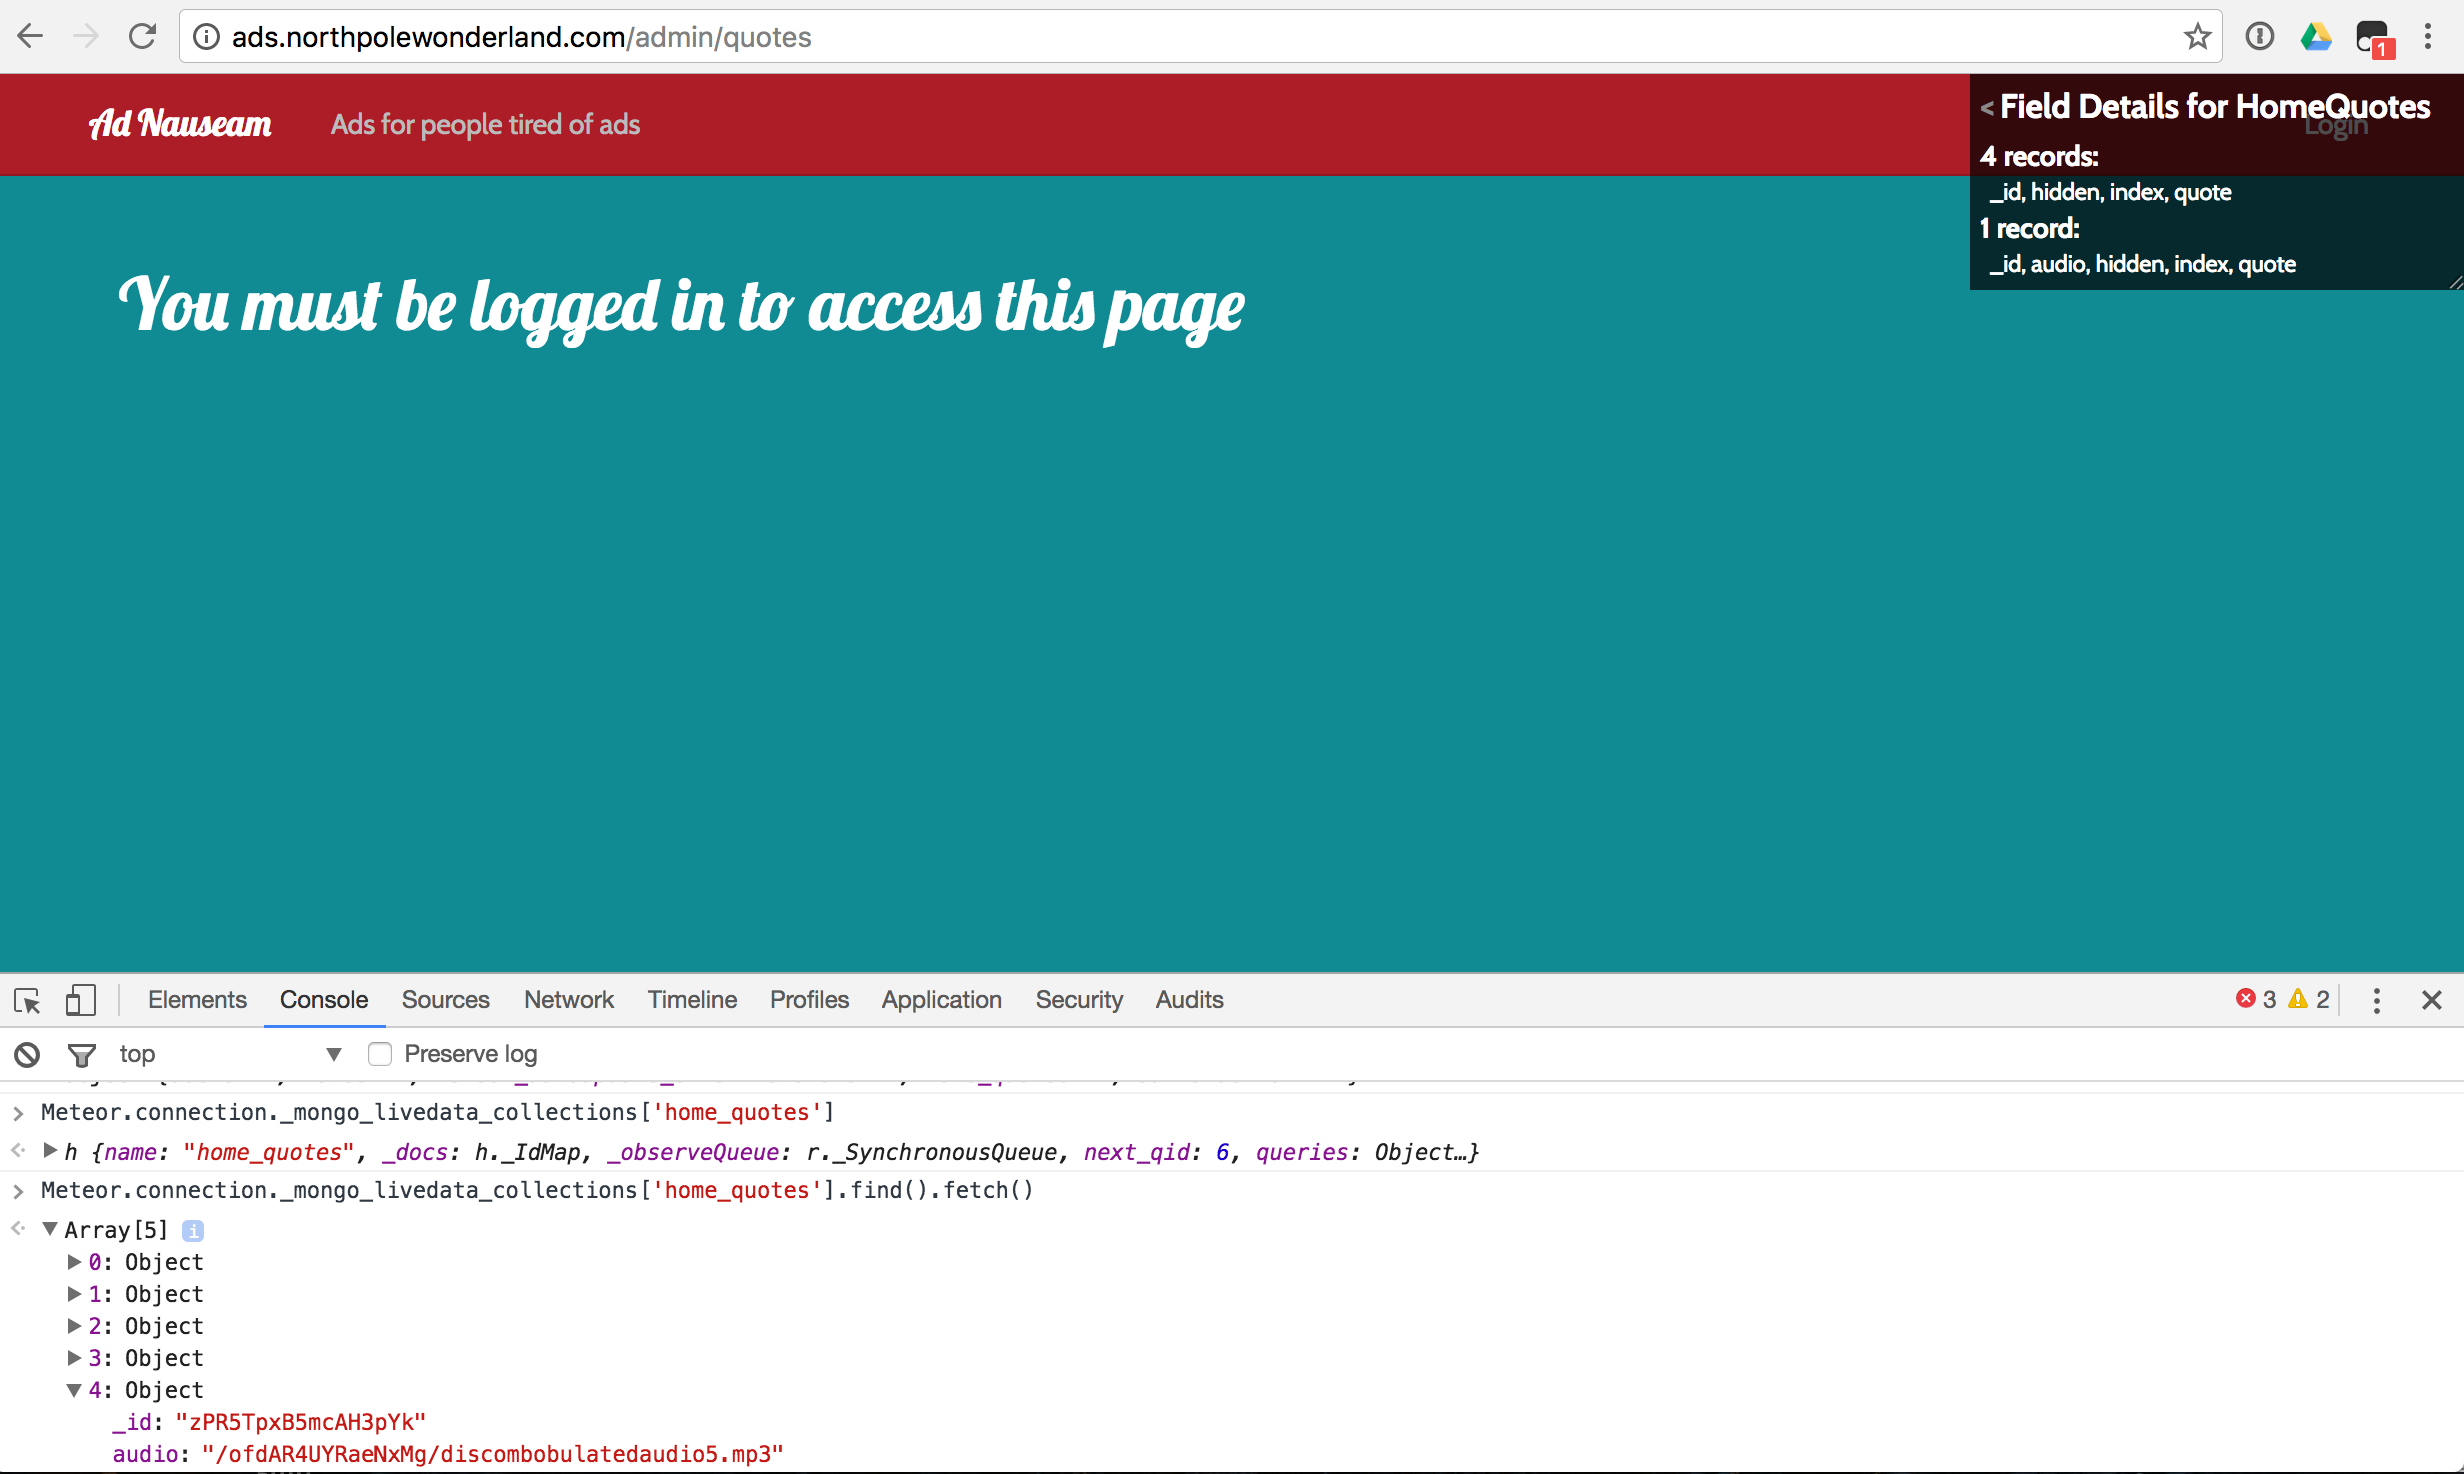 ads.northpolewonderland.com/admin/quotes
1
Ad Nauseam
Ads for people tired of ads
Login
< Field Details for HomeQuotes
4 records:
_id, hidden, index, quote
1 record:
_id, audio, hidden, index, quote
You must be logged in to access this page
Elements Console Sources Network Timeline Profiles Application Security Audits 3 2
top Preserve log
> Meteor.connection._mongo_livedata_collections['home_quotes']
h {name: "home_quotes", _docs: h._IdMap, _observeQueue: r._SynchronousQueue, next_qid: 6, queries: Object…}
> Meteor.connection._mongo_livedata_collections['home_quotes'].find().fetch()
Array[5] i
0: Object
1: Object
2: Object
3: Object
4: Object
_id: "zPR5TpxB5mcAH3pYk"
audio: "/ofdAR4UYRaeNxMg/discombobulatedaudio5.mp3"